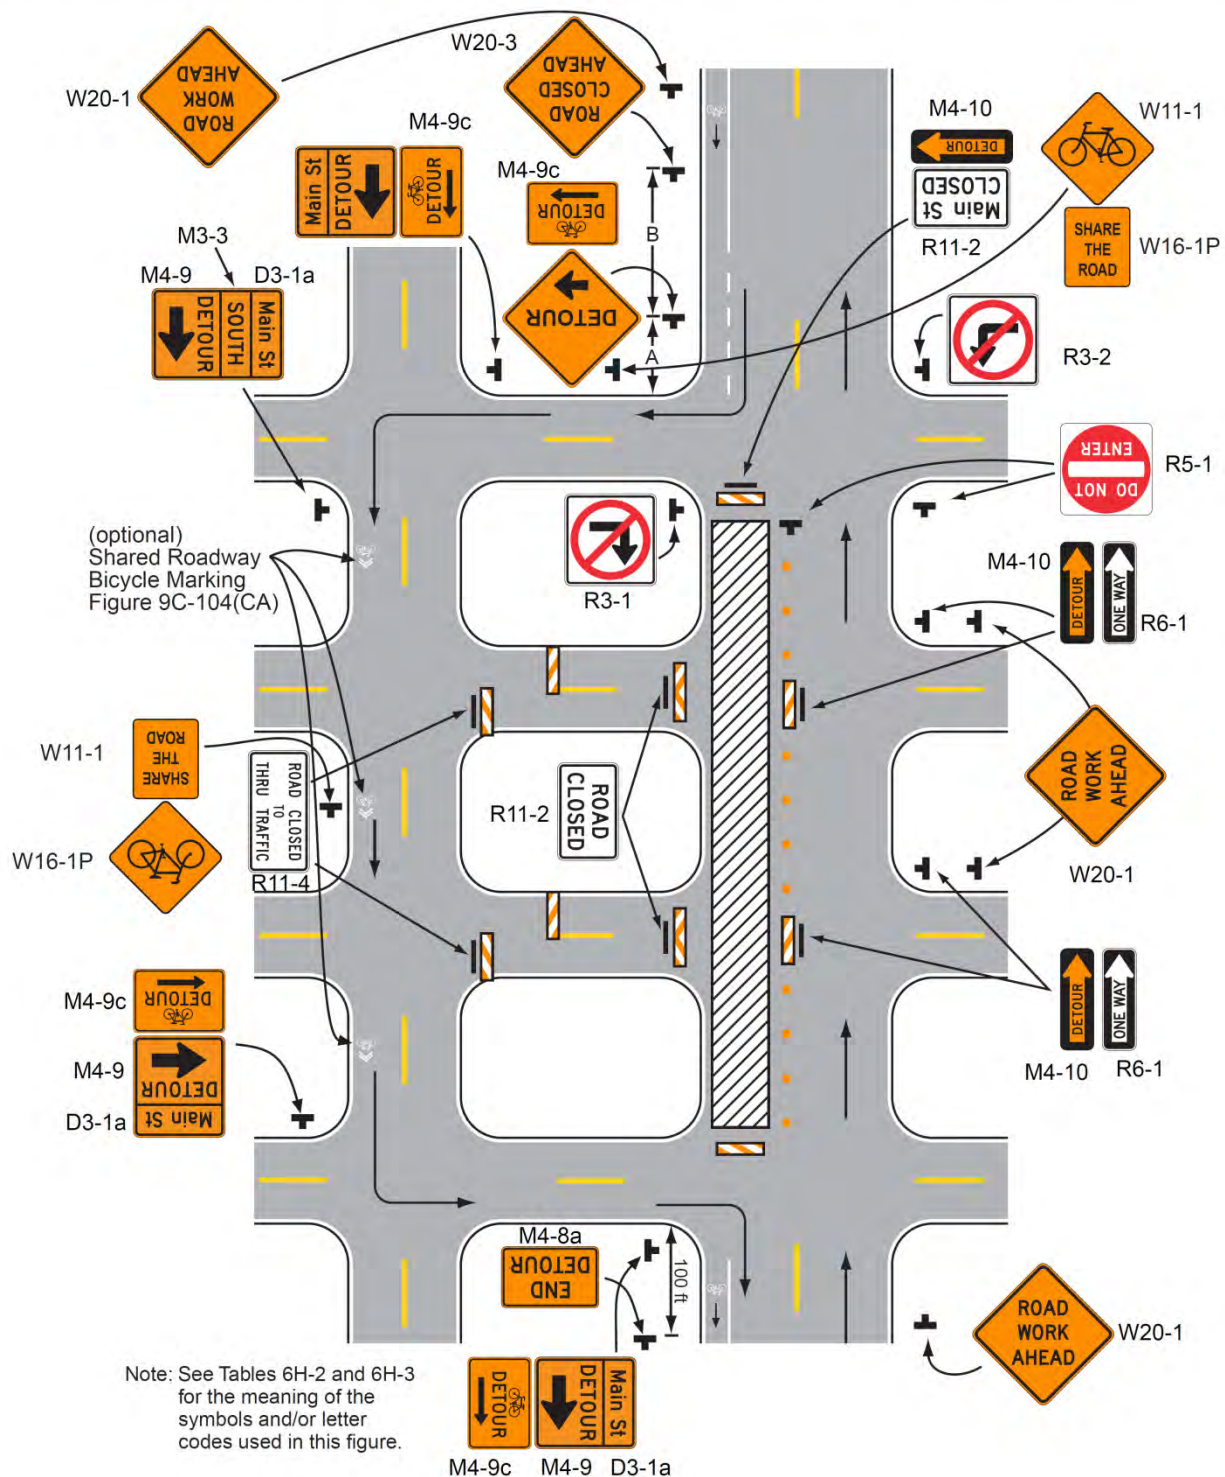 W20-1
ROAD
WORK
AHEAD
W20-3
ROAD
CLOSED
AHEAD
M4-9c
Main St
DETOUR
DETOUR
M4-9c
DETOUR
DETOUR
B
A
M4-10
DETOUR
Main St
CLOSED
R11-2
W11-1
SHARE
THE
ROAD
W16-1P
M3-3
M4-9
D3-1a
DETOUR
SOUTH
Main St
R3-2
DO NOT
ENTER
R5-1
(optional)
Shared Roadway
Bicycle Marking
Figure 9C-104(CA)
R3-1
M4-10
DETOUR
ONE WAY
R6-1
W11-1
SHARE
THE
ROAD
W16-1P
ROAD CLOSED
TO
THRU TRAFFIC
R11-4
R11-2
ROAD
CLOSED
ROAD
WORK
AHEAD
W20-1
M4-9c
DETOUR
M4-9
DETOUR
D3-1a
Main St
DETOUR
ONE WAY
M4-10
R6-1
M4-8a
END
DETOUR
100 ft
ROAD
WORK
AHEAD
W20-1
Note: See Tables 6H-2 and 6H-3
for the meaning of the
symbols and/or letter
codes used in this figure.
DETOUR
DETOUR
Main St
M4-9c
M4-9
D3-1a